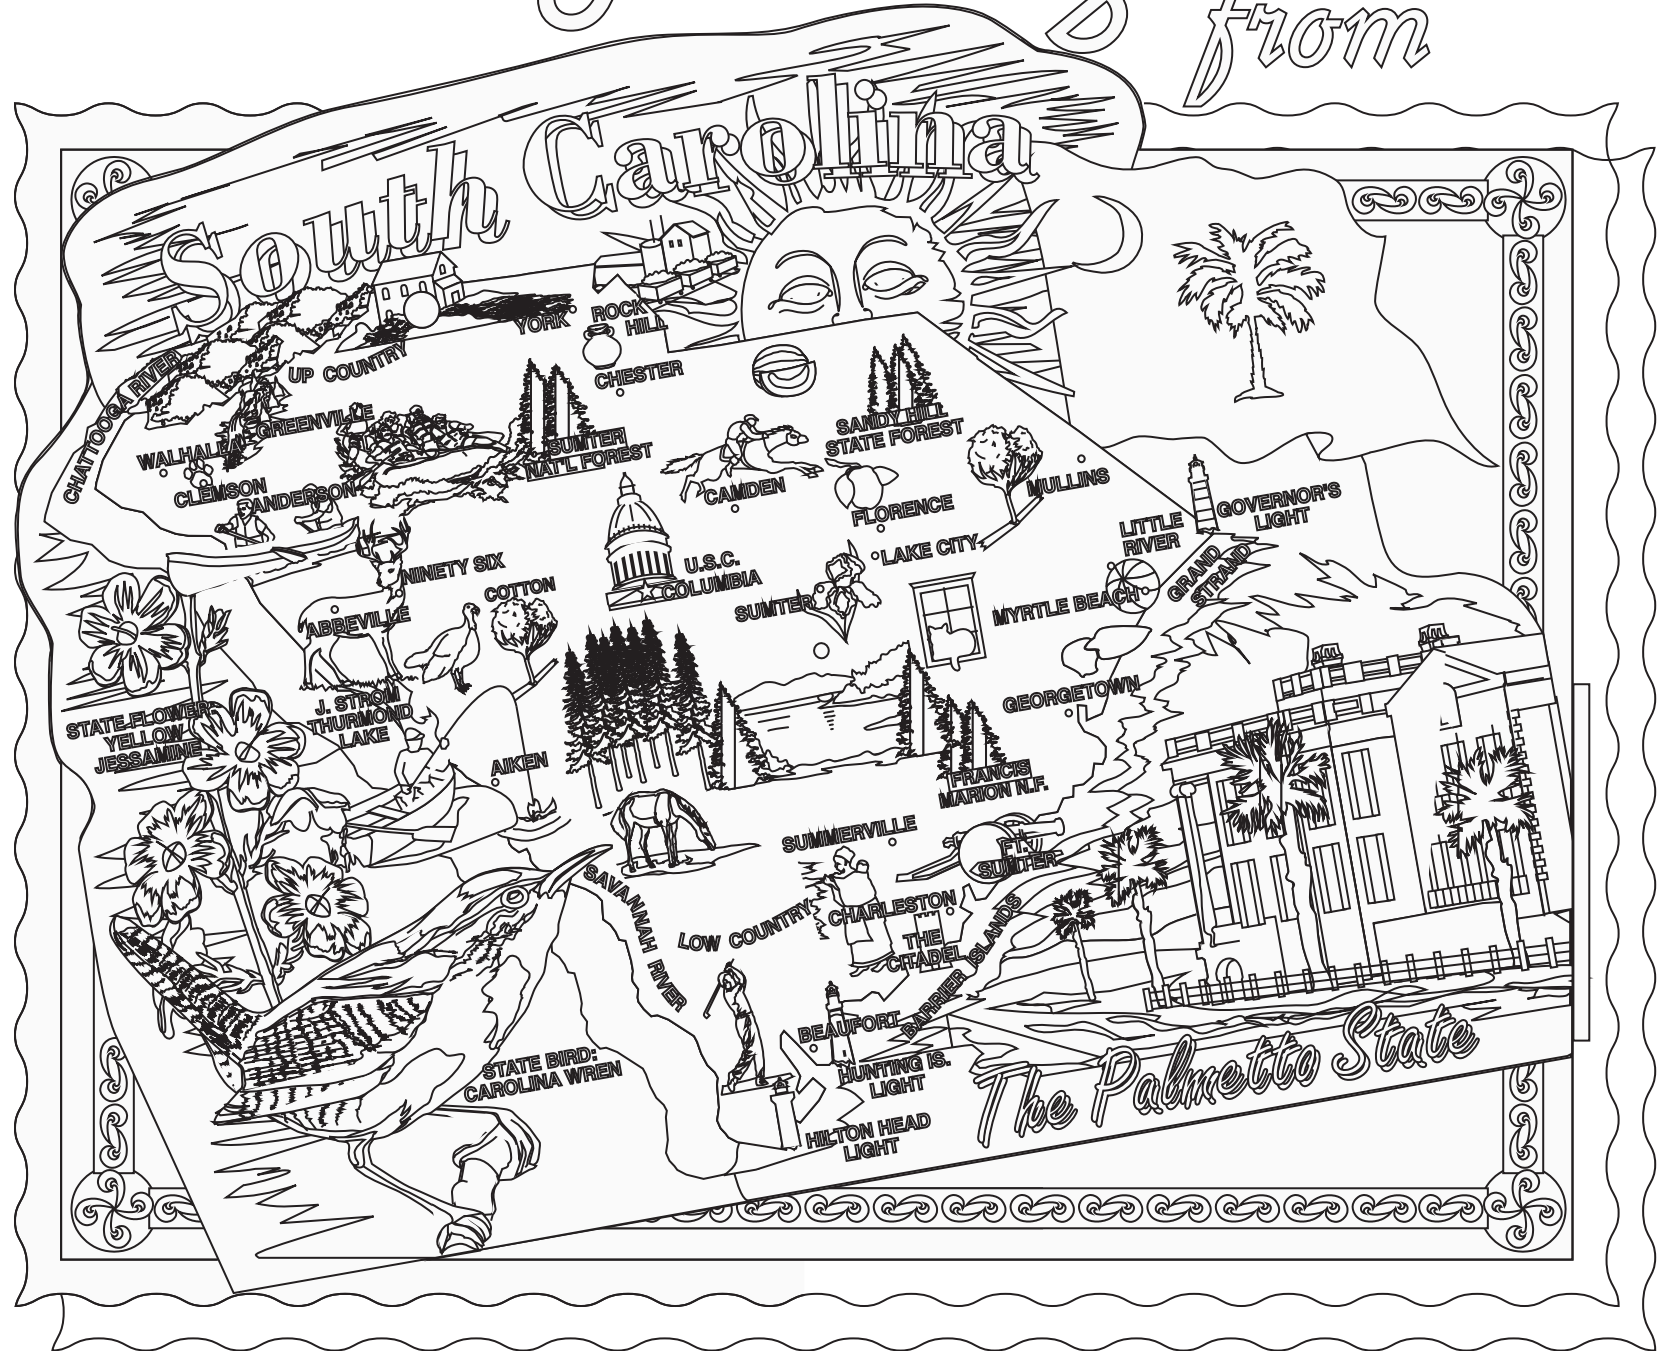 from
South Carolina
YORK
ROCK
HILL
UP COUNTRY
CHESTER
CHATTOOGA RIVER
GREENVILLE
SANDY HILL
STATE FOREST
WALHALLA
SUMTER
NAT'L FOREST
CLEMSON
ANDERSON
CAMDEN
MULLINS
FLORENCE
GOVERNOR'S
LIGHT
LITTLE
RIVER
LAKE CITY
NINETY SIX
U.S.C.
COLUMBIA
GRAND
STRAND
COTTON
SUMTER
MYRTLE BEACH
ABBEVILLE
J. STROM
THURMOND
LAKE
GEORGETOWN
STATE FLOWER:
YELLOW
JESSAMINE
AIKEN
FRANCIS
MARION N.F.
SUMMERVILLE
FT.
SUMTER
SAVANNAH RIVER
LOW COUNTRY
CHARLESTON
THE
CITADEL
BARRIER ISLANDS
BEAUFORT
HUNTING IS.
LIGHT
STATE BIRD:
CAROLINA WREN
HILTON HEAD
LIGHT
The Palmetto State